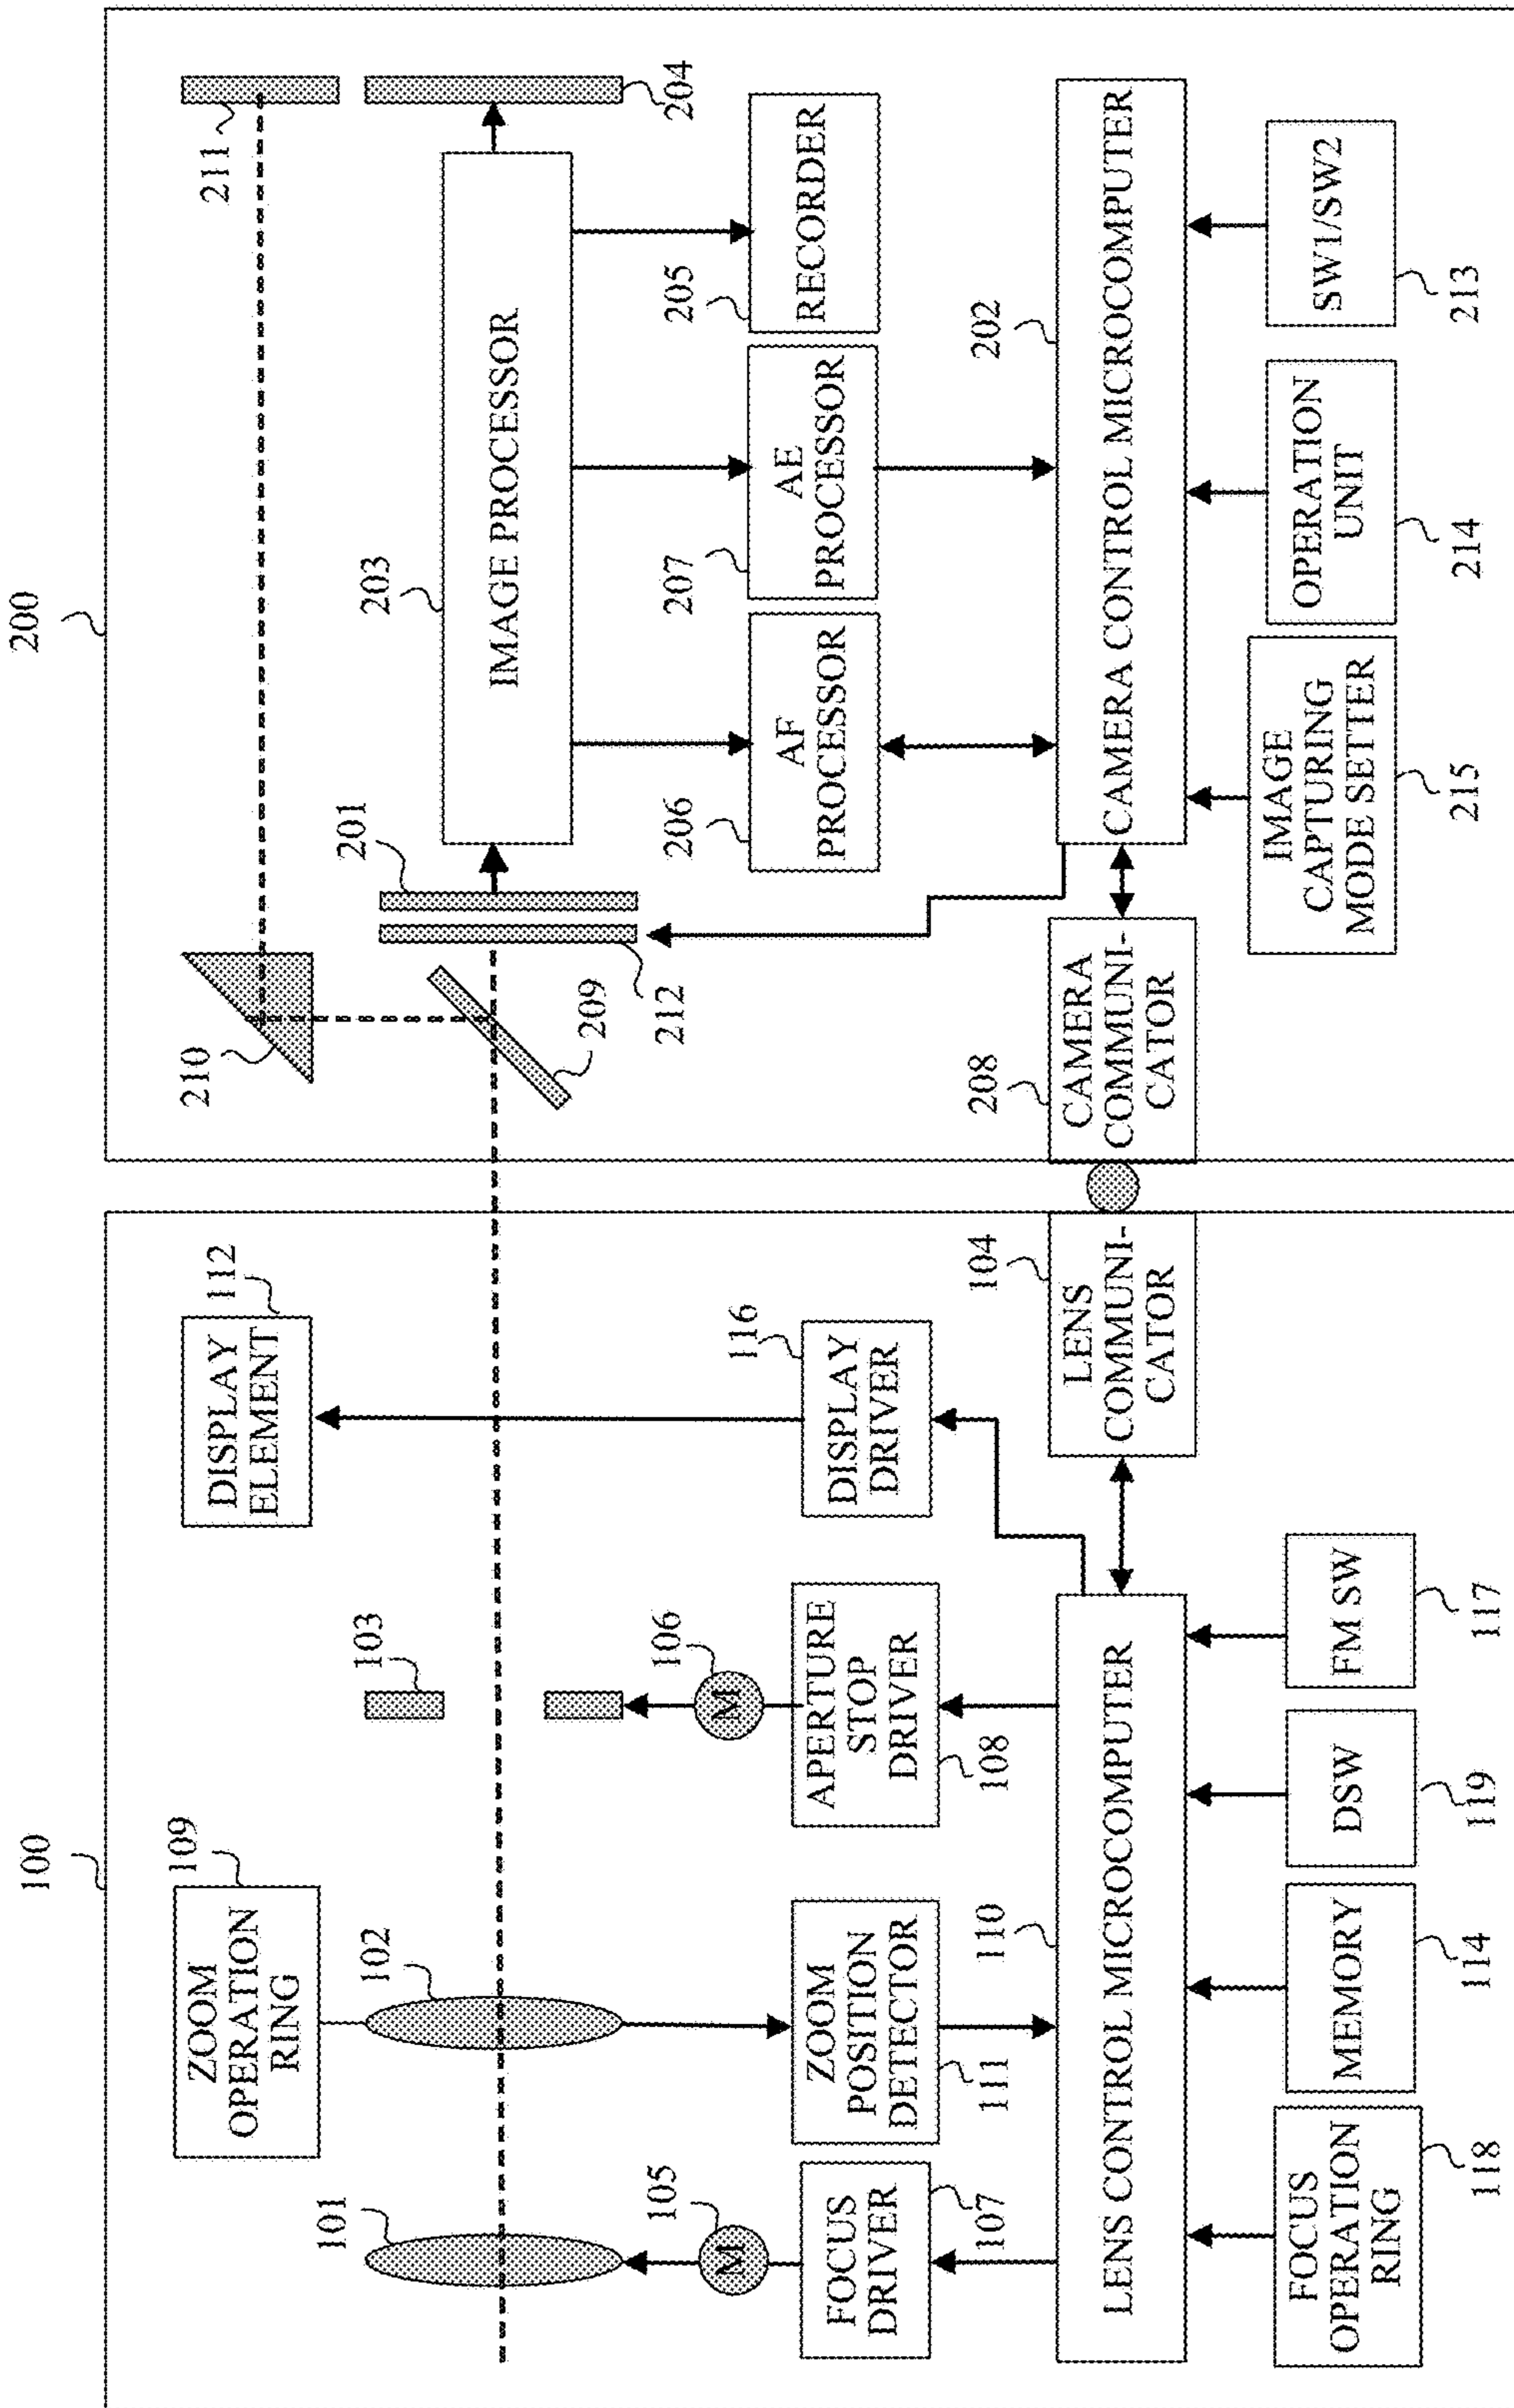 100
200
ZOOM
OPERATION
RING
109
DISPLAY
ELEMENT
112
210
211
101
102
103
209
212
201
203
IMAGE PROCESSOR
204
105
M
106
M
FOCUS
DRIVER
107
ZOOM
POSITION
DETECTOR
111
APERTURE
STOP
DRIVER
108
DISPLAY
DRIVER
116
206
AF
PROCESSOR
207
AE
PROCESSOR
205
RECORDER
LENS CONTROL MICROCOMPUTER
110
LENS
COMMUNI-
CATOR
104
CAMERA
COMMUNI-
CATOR
208
CAMERA CONTROL MICROCOMPUTER
202
FOCUS
OPERATION
RING
118
MEMORY
114
DSW
119
FM SW
117
IMAGE
CAPTURING
MODE SETTER
215
OPERATION
UNIT
214
SW1/SW2
213